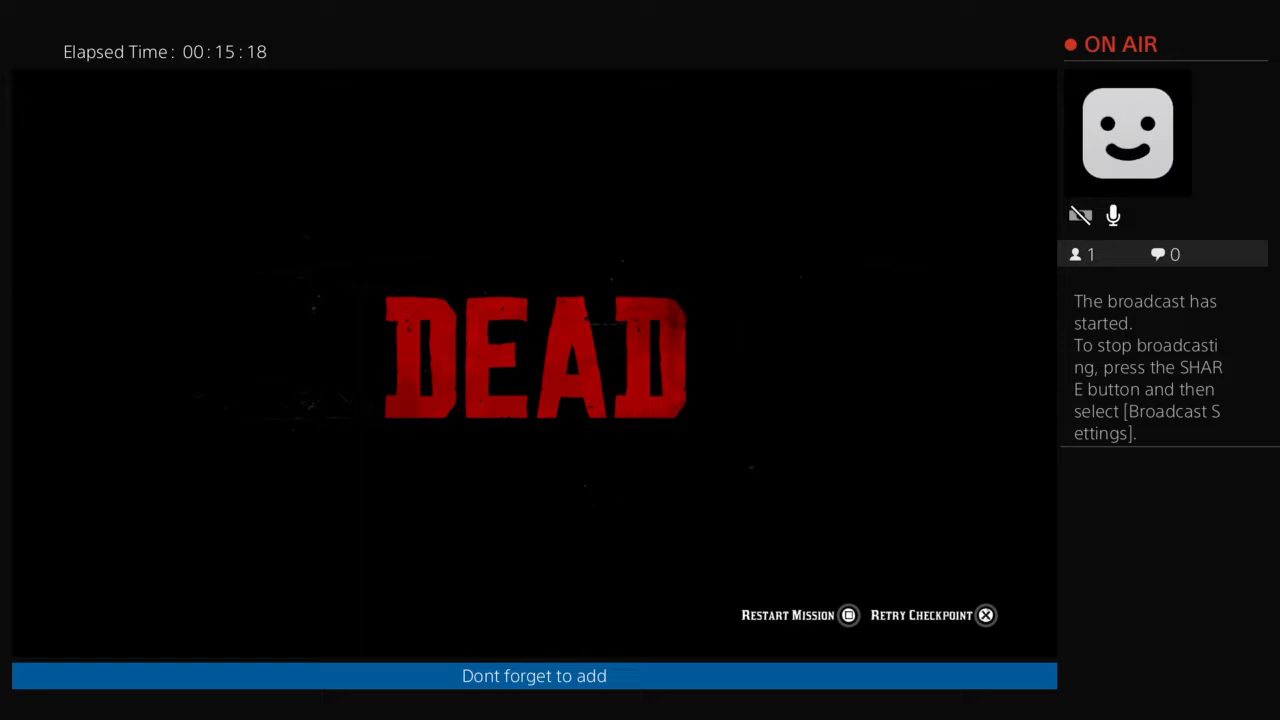 Elapsed Time: 00:15:18
ON AIR
1 0
The broadcast has
started.
To stop broadcasti
ng, press the SHAR
E button and then
select [Broadcast S
ettings].
DEAD
RESTART MISSION RETRY CHECKPOINT
Dont forget to add